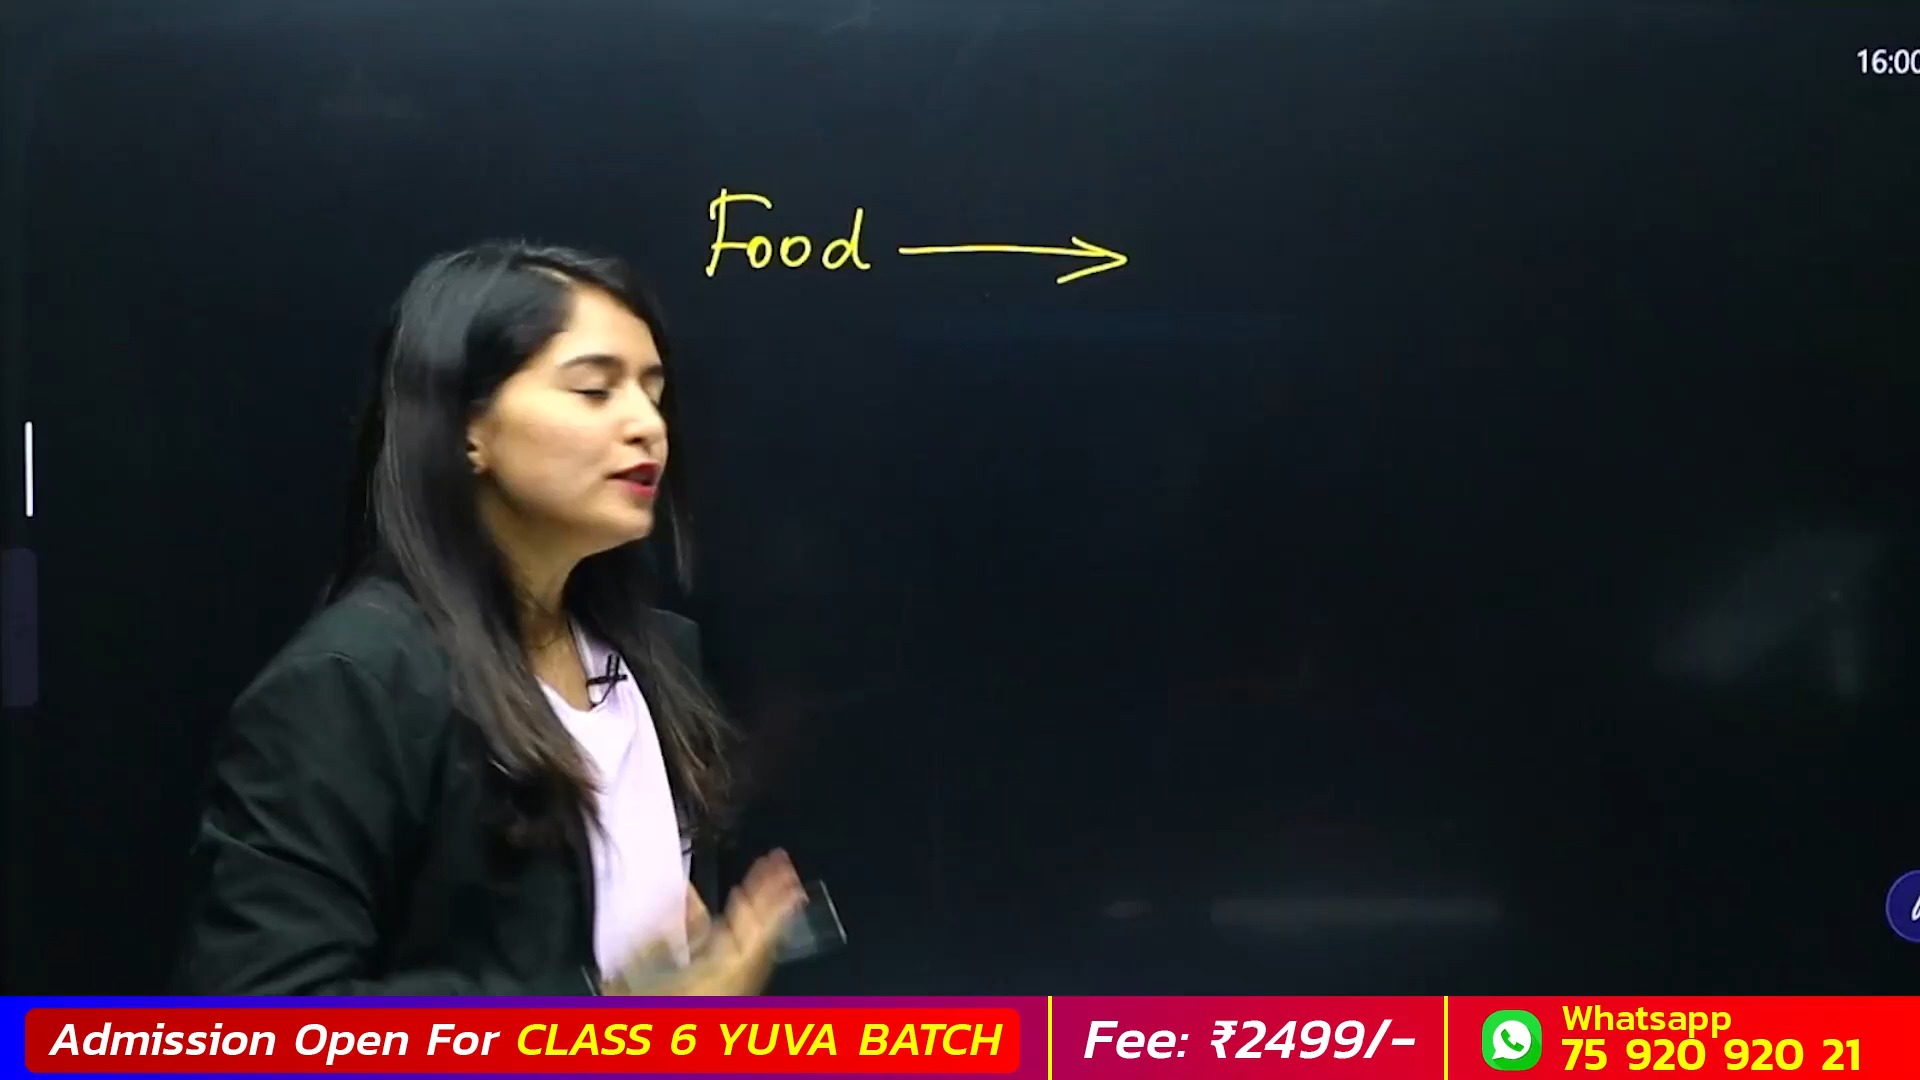 16:00
Food
Admission Open For CLASS 6 YUVA BATCH
Fee: ₹2499/-
Whatsapp
75 920 920 21